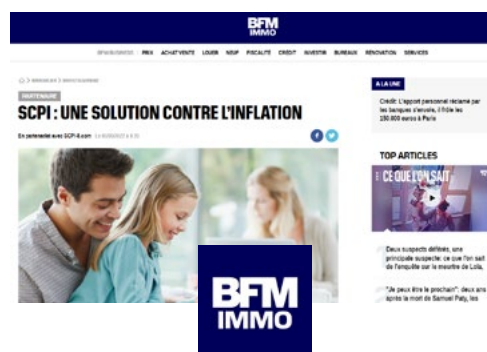 BFM
IMMO
BFM BUSINESS PRIX ACHAT VENTE LOUER NEUF FISCALITÉ CRÉDIT INVESTIR BUREAUX RENOVATION SERVICES
PARTENAIRE
SCPI : UNE SOLUTION CONTRE L'INFLATION
En partenariat avec SCPI-8.com
A LA UNE
Crédit: L'apport personnel réclamé par
les banques s'envole, il frôle les
150.000 euros à Paris
TOP ARTICLES
CE QUE L'ON SAIT
Deux suspects déférés, une
principale suspecte: ce que l'on sait
de l'enquête sur le meurtre de Lola,
"Je peux être le prochain": deux ans
après la mort de Samuel Paty, les
BFM
IMMO